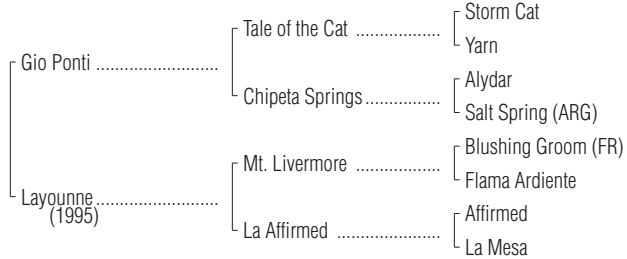 Gio Ponti
Layounne
(1995)
Tale of the Cat
Chipeta Springs
Mt. Livermore
La Affirmed
Storm Cat
Yarn
Alydar
Salt Spring (ARG)
Blushing Groom (FR)
Flama Ardiente
Affirmed
La Mesa